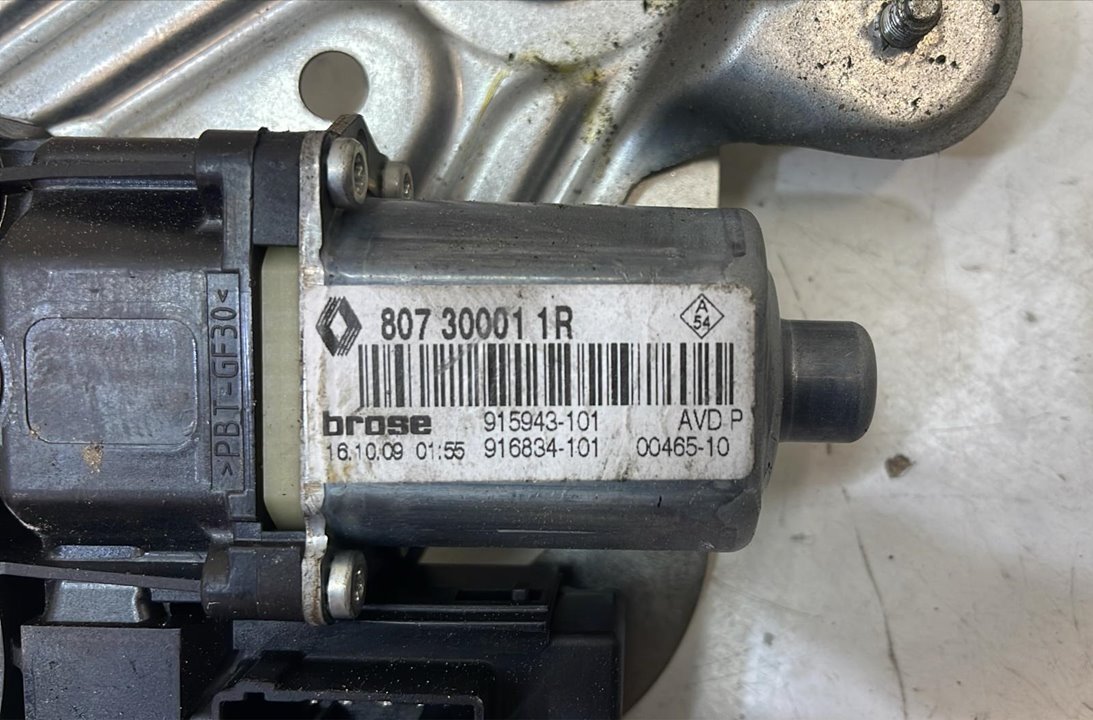 807 30001 1R
A
54
brose 915943-101 AVD P
16.10.09 01:55 916834-101 00465-10
>PBT-GF30<